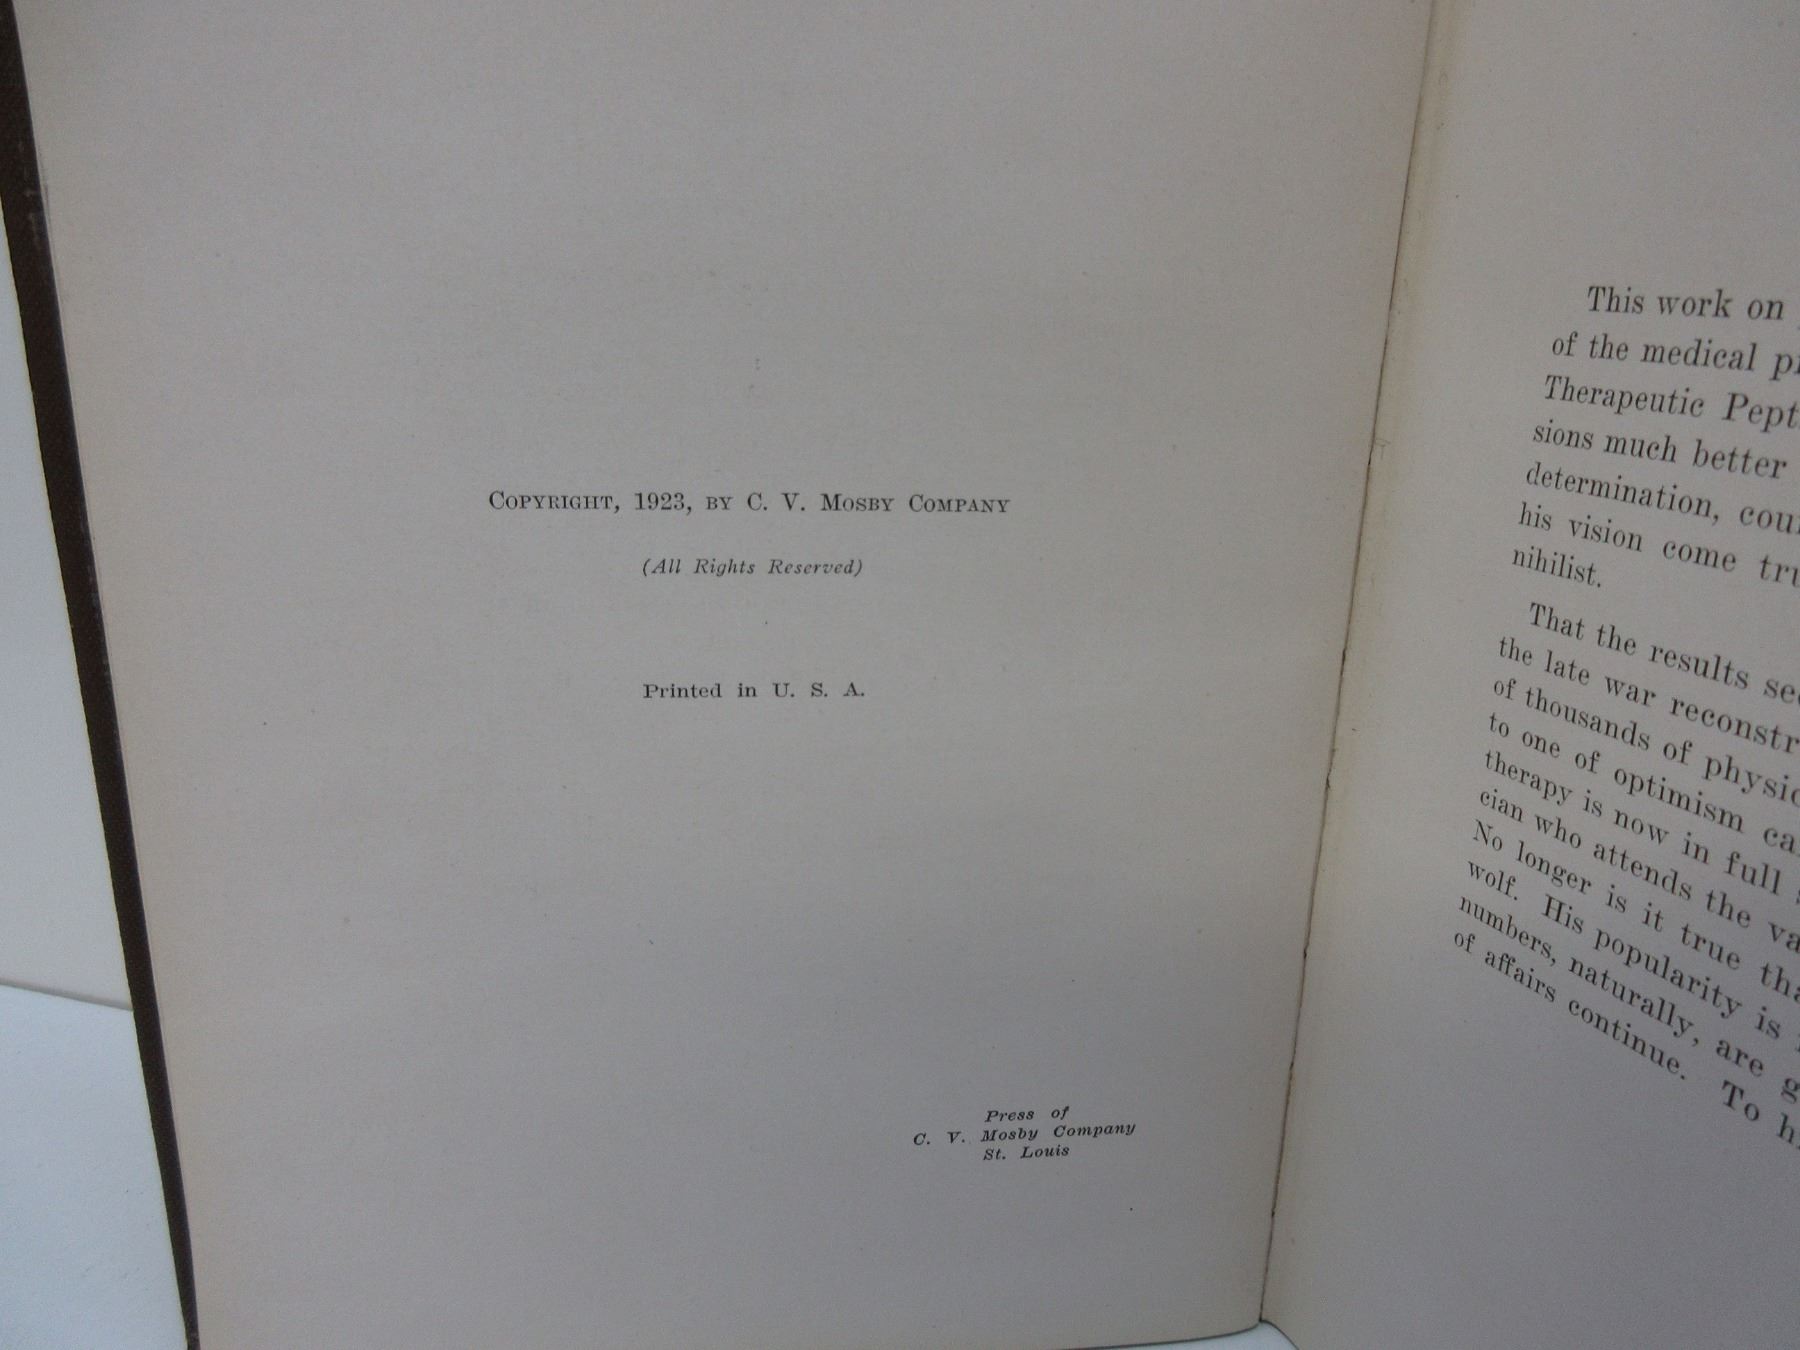 COPYRIGHT, 1923, BY C. V. MOSBY COMPANY
(All Rights Reserved)
Printed in U. S. A.
Press of
C. V. Mosby Company
St. Louis
This work on
of the medical
Therapeutic
sions much better
determination,
his vision come
nihilist.
That the results
the late war
of thousands of
to one of optimism
therapy is now in full
cian who attends the
No longer is it true
wolf. His popularity is
numbers, naturally, are
of affairs continue. To